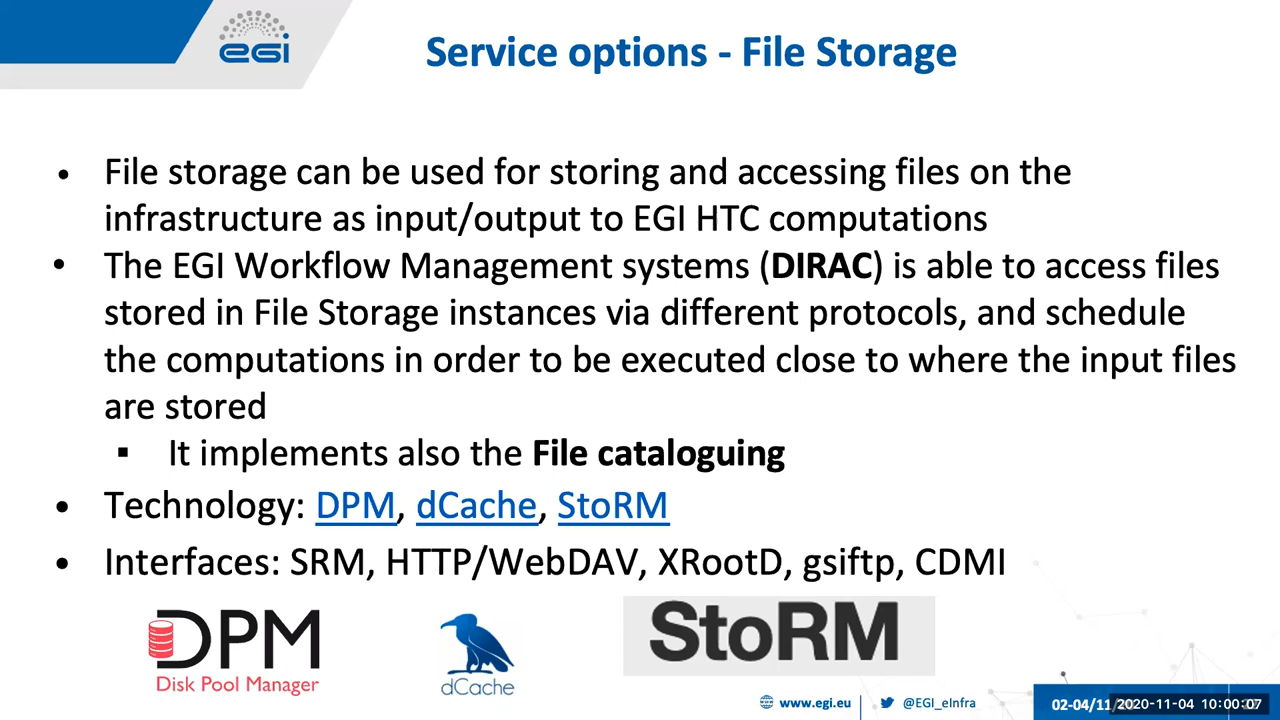 egi
Service options - File Storage
• File storage can be used for storing and accessing files on the
infrastructure as input/output to EGI HTC computations
• The EGI Workflow Management systems (DIRAC) is able to access files
stored in File Storage instances via different protocols, and schedule
the computations in order to be executed close to where the input files
are stored
▪ It implements also the File cataloguing
• Technology: DPM, dCache, StoRM
• Interfaces: SRM, HTTP/WebDAV, XRootD, gsiftp, CDMI
DPM
Disk Pool Manager
dCache
StoRM
www.egi.eu
@EGI_eInfra
02-04/11/
2020-11-04 10:00:07